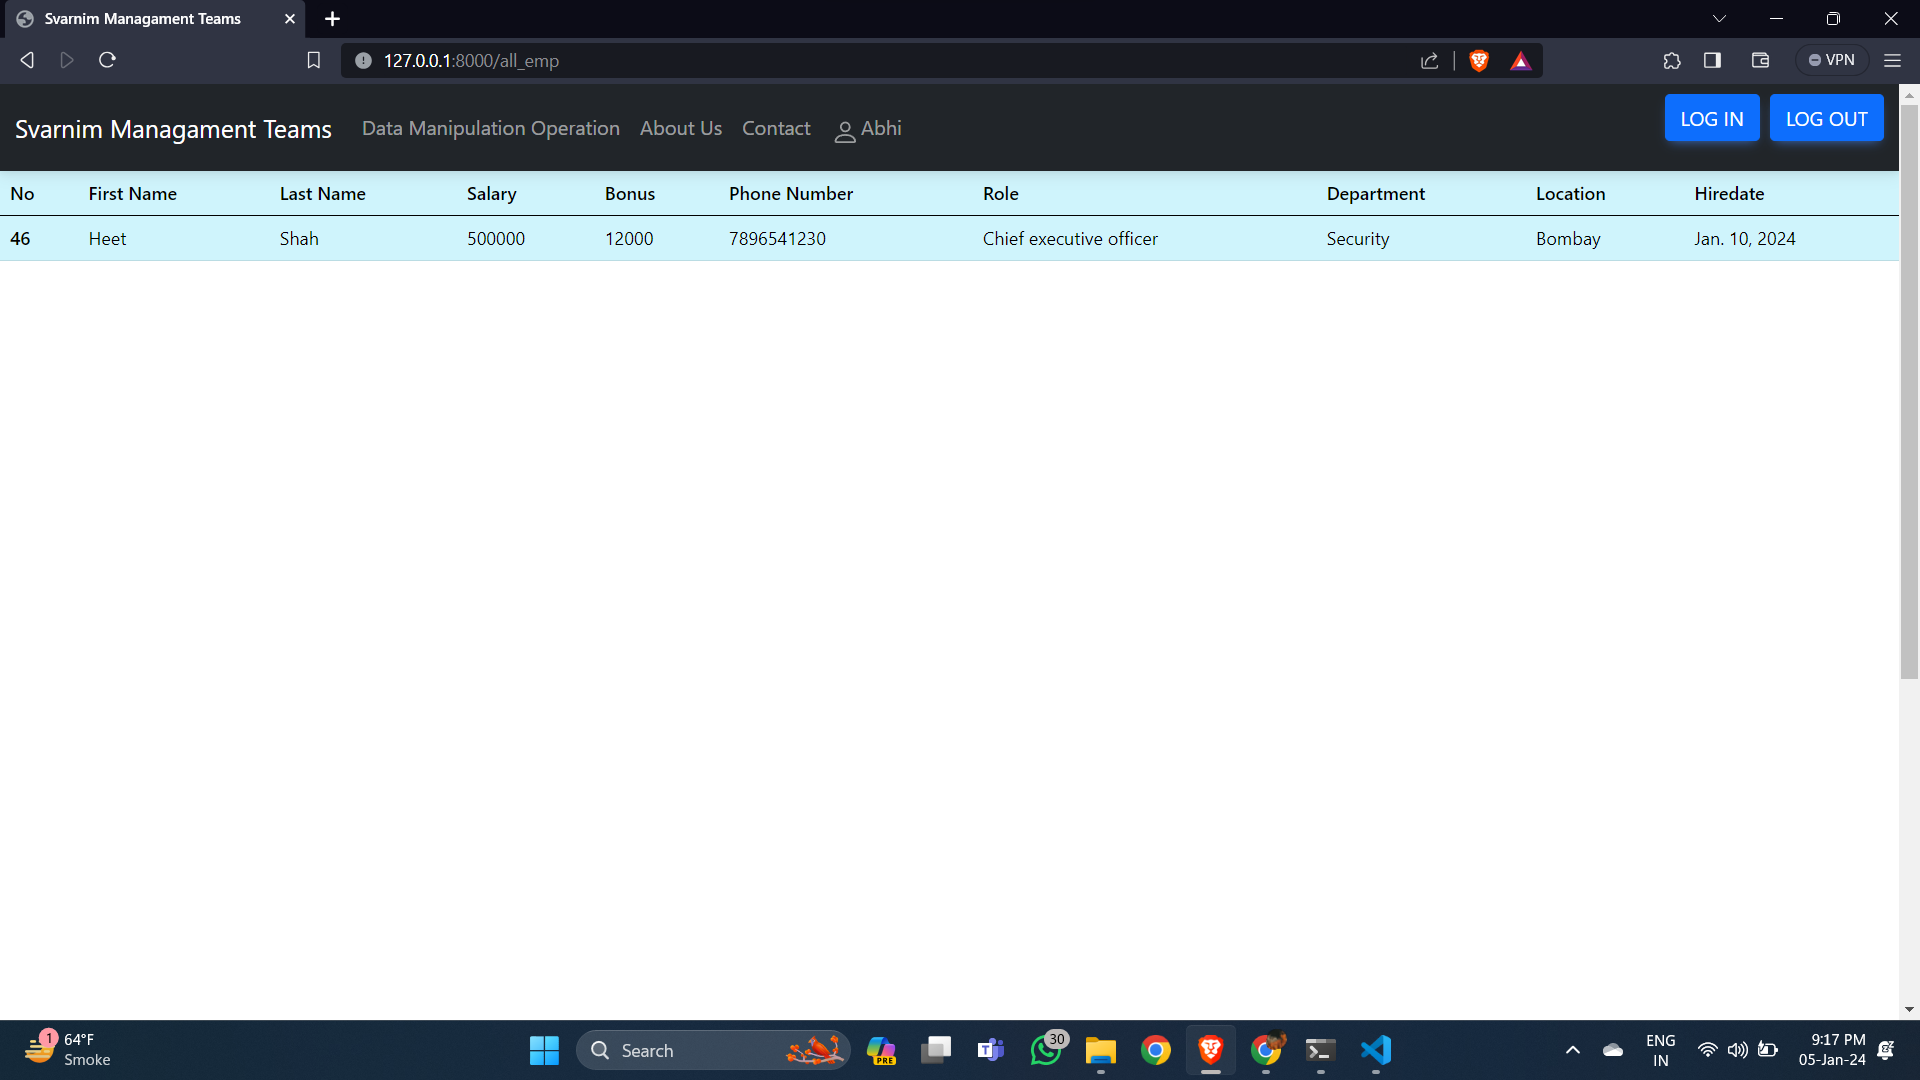 Svarnim Managament Teams
127.0.0.1:8000/all_emp
VPN
Svarnim Managament Teams Data Manipulation Operation About Us Contact Abhi LOG IN LOG OUT
No First Name Last Name Salary Bonus Phone Number Role Department Location Hiredate
46 Heet Shah 500000 12000 7896541230 Chief executive officer Security Bombay Jan. 10, 2024
1 64°F
Smoke
Search
PRE
T
30
ENG
IN
9:17 PM
05-Jan-24